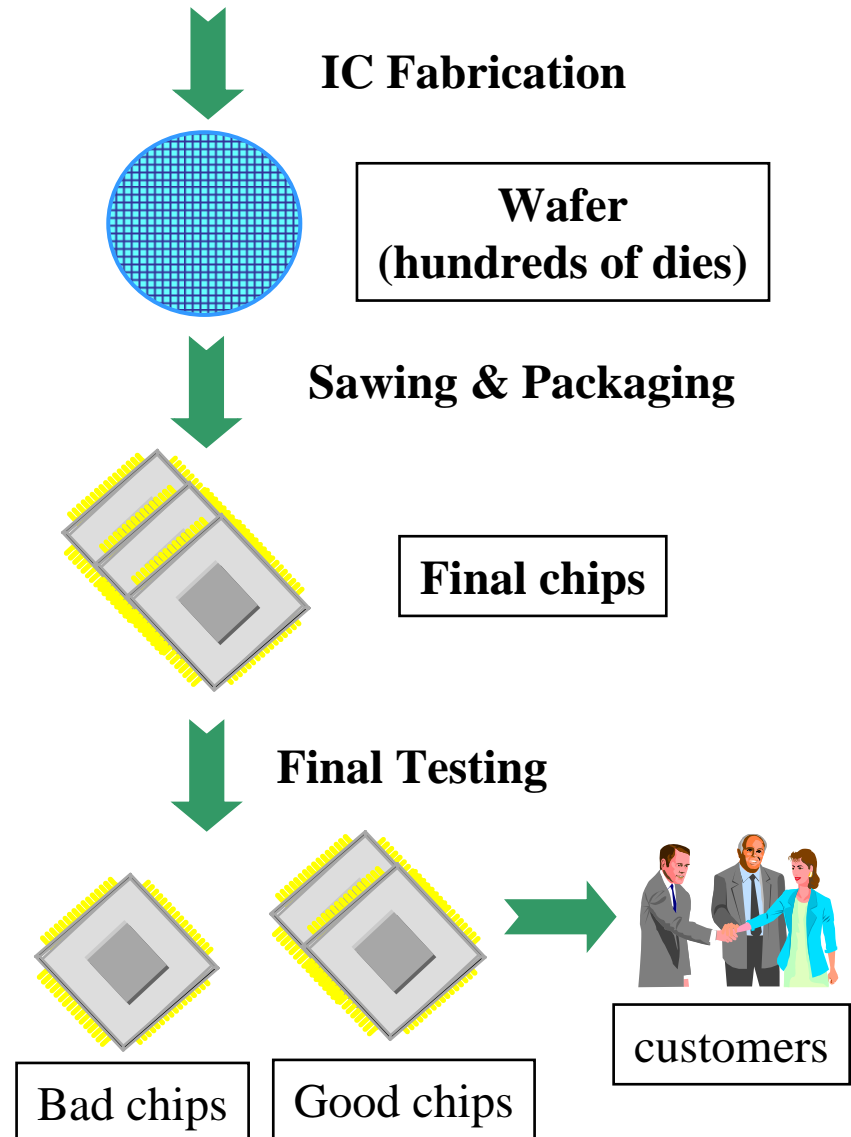 IC Fabrication
Wafer
(hundreds of dies)
Sawing & Packaging
Final chips
Final Testing
Bad chips
Good chips
customers